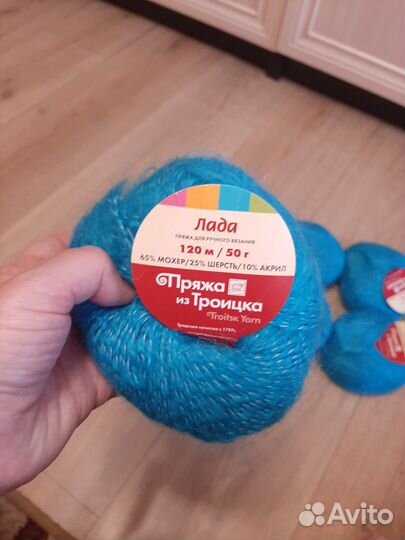 Лада
ПРЯЖА ДЛЯ РУЧНОГО ВЯЗАНИЯ
120 м / 50 г
65% МОХЕР/25% ШЕРСТЬ/10% АКРИЛ
Пряжа
из Троицка
Troitsk Yarn
Традиции качества с 1797г.
Avito